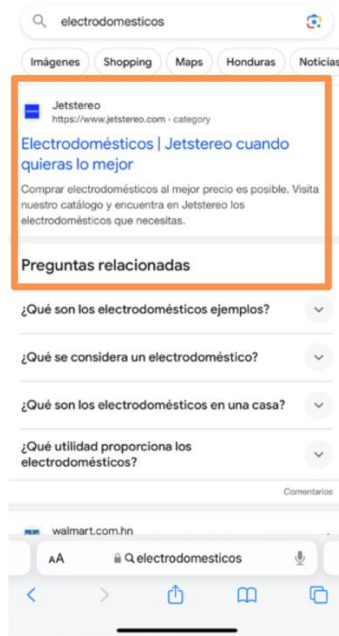 electrodomesticos
Imágenes Shopping Maps Honduras Noticias
Jetstereo
https://www.jetstereo.com › category
Electrodomésticos | Jetstereo cuando
quieras lo mejor
Comprar electrodomésticos al mejor precio es posible. Visita
nuestro catálogo y encuentra en Jetstereo los
electrodomésticos que necesitas.
Preguntas relacionadas
¿Qué son los electrodomésticos ejemplos?
¿Qué se considera un electrodoméstico?
¿Qué son los electrodomésticos en una casa?
¿Qué utilidad proporciona los
electrodomésticos?
Comentarios
walmart.com.hn
AA electrodomesticos